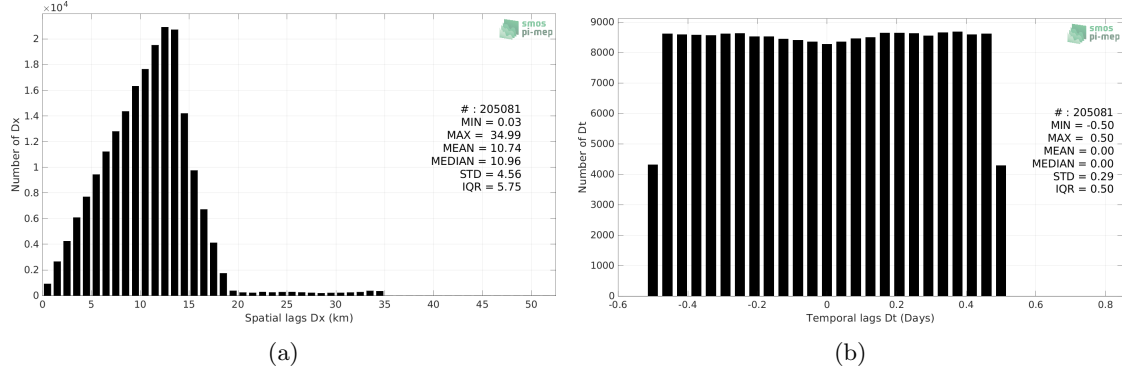 ×10⁴
2
1.8
1.6
1.4
1.2
1
0.8
0.6
0.4
0.2
0
Number of Dx
0 5 10 15 20 25 30 35 40 45 50
Spatial lags Dx (km)
smos
pi-mep
# : 205081
MIN = 0.03
MAX = 34.99
MEAN = 10.74
MEDIAN = 10.96
STD = 4.56
IQR = 5.75
(a)
9000
8000
7000
6000
5000
4000
3000
2000
1000
0
Number of Dt
-0.6 -0.4 -0.2 0 0.2 0.4 0.6 0.8
Temporal lags Dt (Days)
smos
pi-mep
# : 205081
MIN = -0.50
MAX = 0.50
MEAN = 0.00
MEDIAN = 0.00
STD = 0.29
IQR = 0.50
(b)